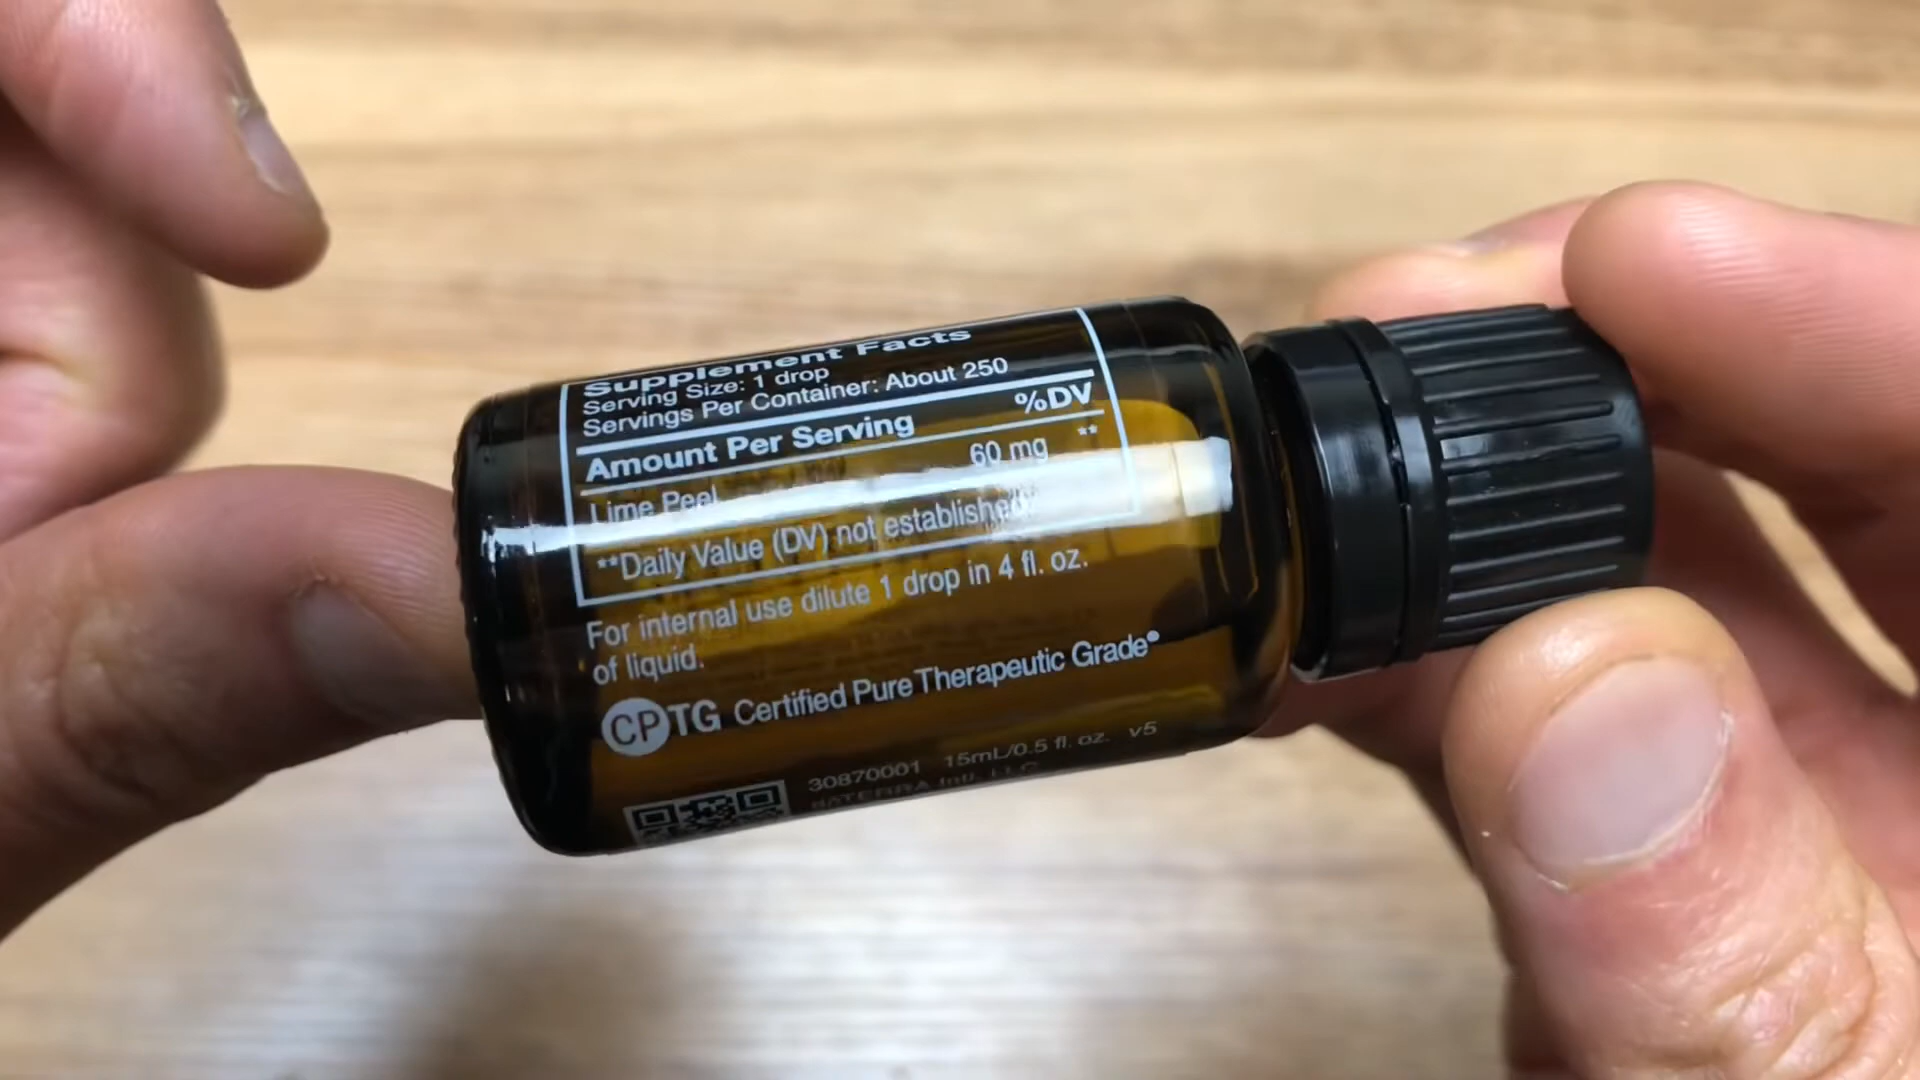 Supplement Facts
Serving Size: 1 drop
Servings Per Container: About 250
Amount Per Serving %DV
Lime Peel 60 mg **
**Daily Value (DV) not established
For internal use dilute 1 drop in 4 fl. oz.
of liquid.
CPTG Certified Pure Therapeutic Grade®
30870001 15mL/0.5 fl. oz. v5
Intl. LLC